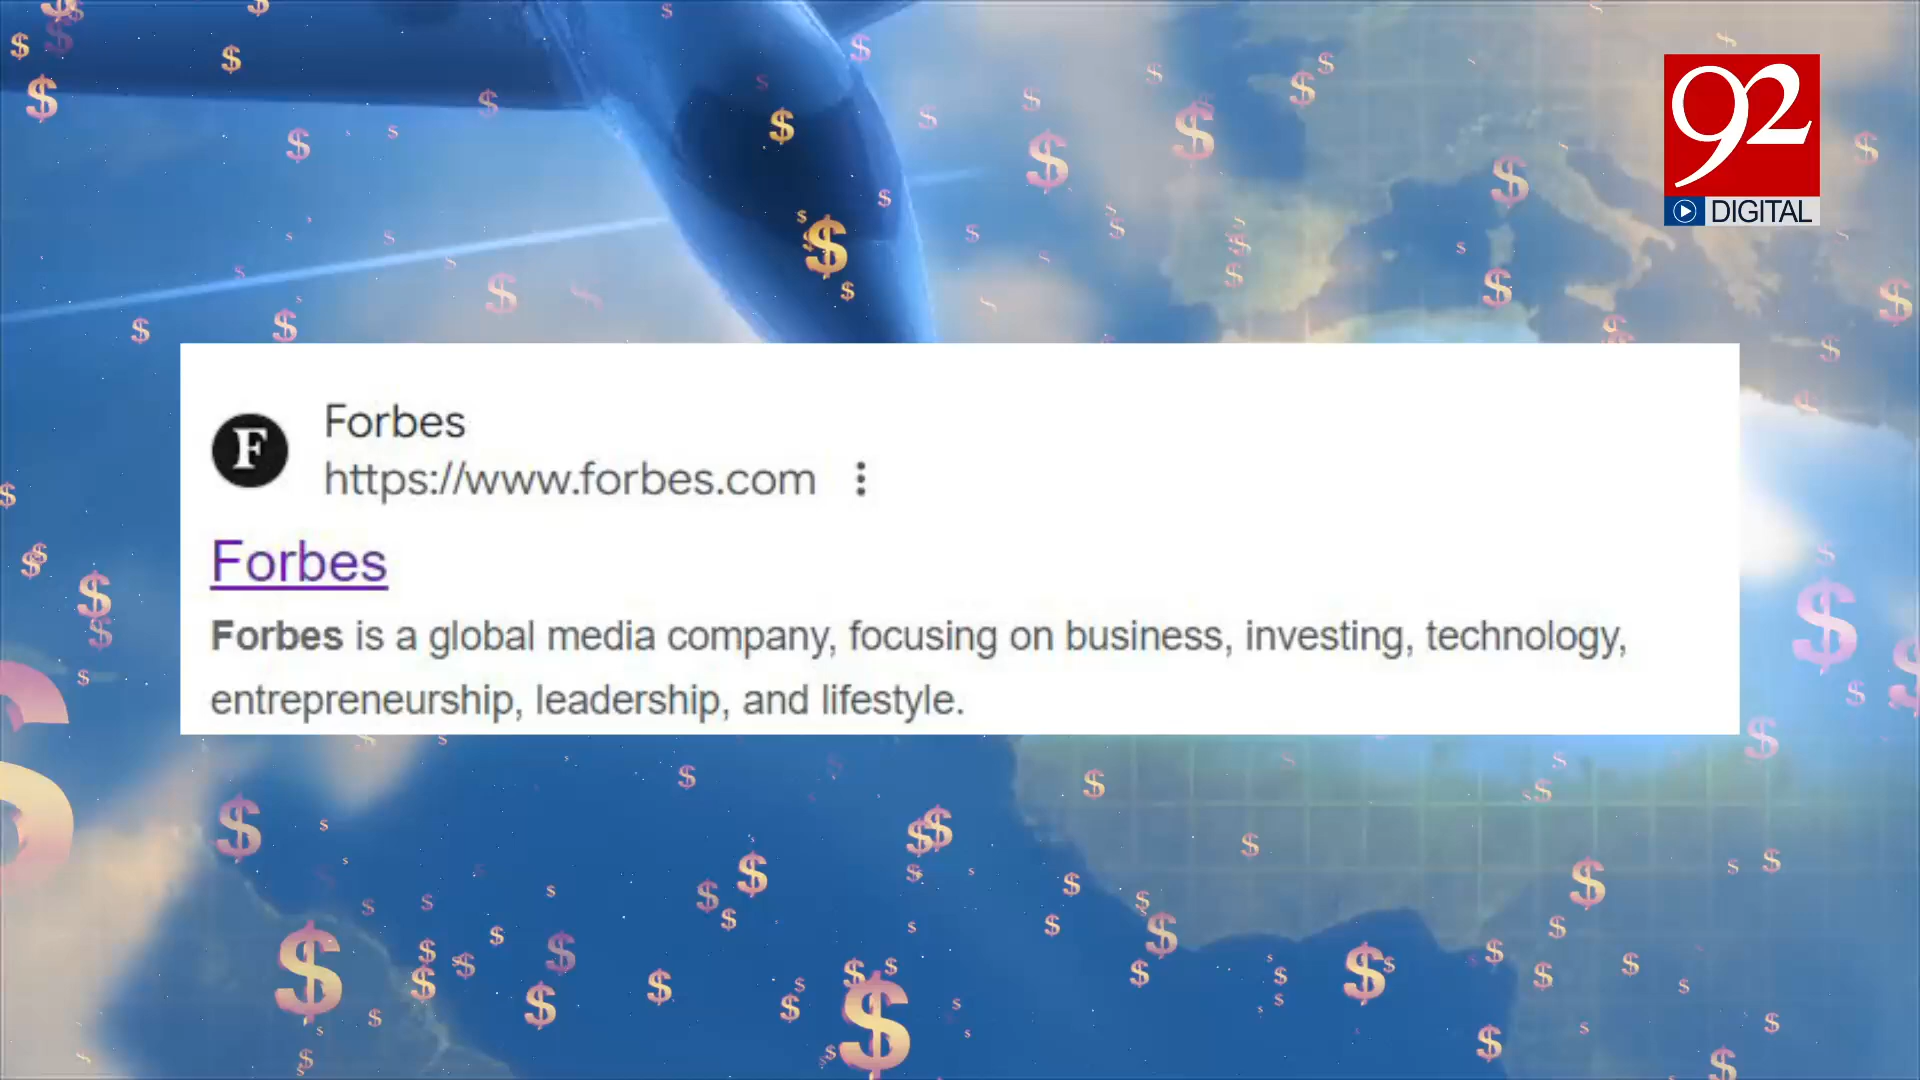 92
DIGITAL
Forbes
https://www.forbes.com
Forbes
Forbes is a global media company, focusing on business, investing, technology,
entrepreneurship, leadership, and lifestyle.